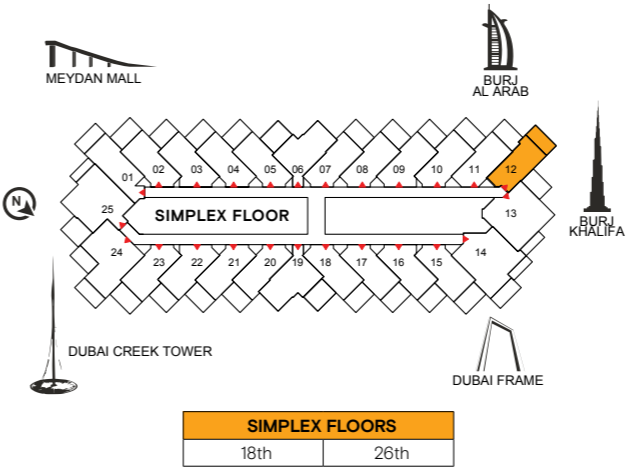 MEYDAN MALL
BURJ
AL ARAB
01 02 03 04 05 06 07 08 09 10 11 12
N
25
SIMPLEX FLOOR
13
BURJ
KHALIFA
24 23 22 21 20 19 18 17 16 15 14
DUBAI CREEK TOWER
DUBAI FRAME
SIMPLEX FLOORS
18th 26th